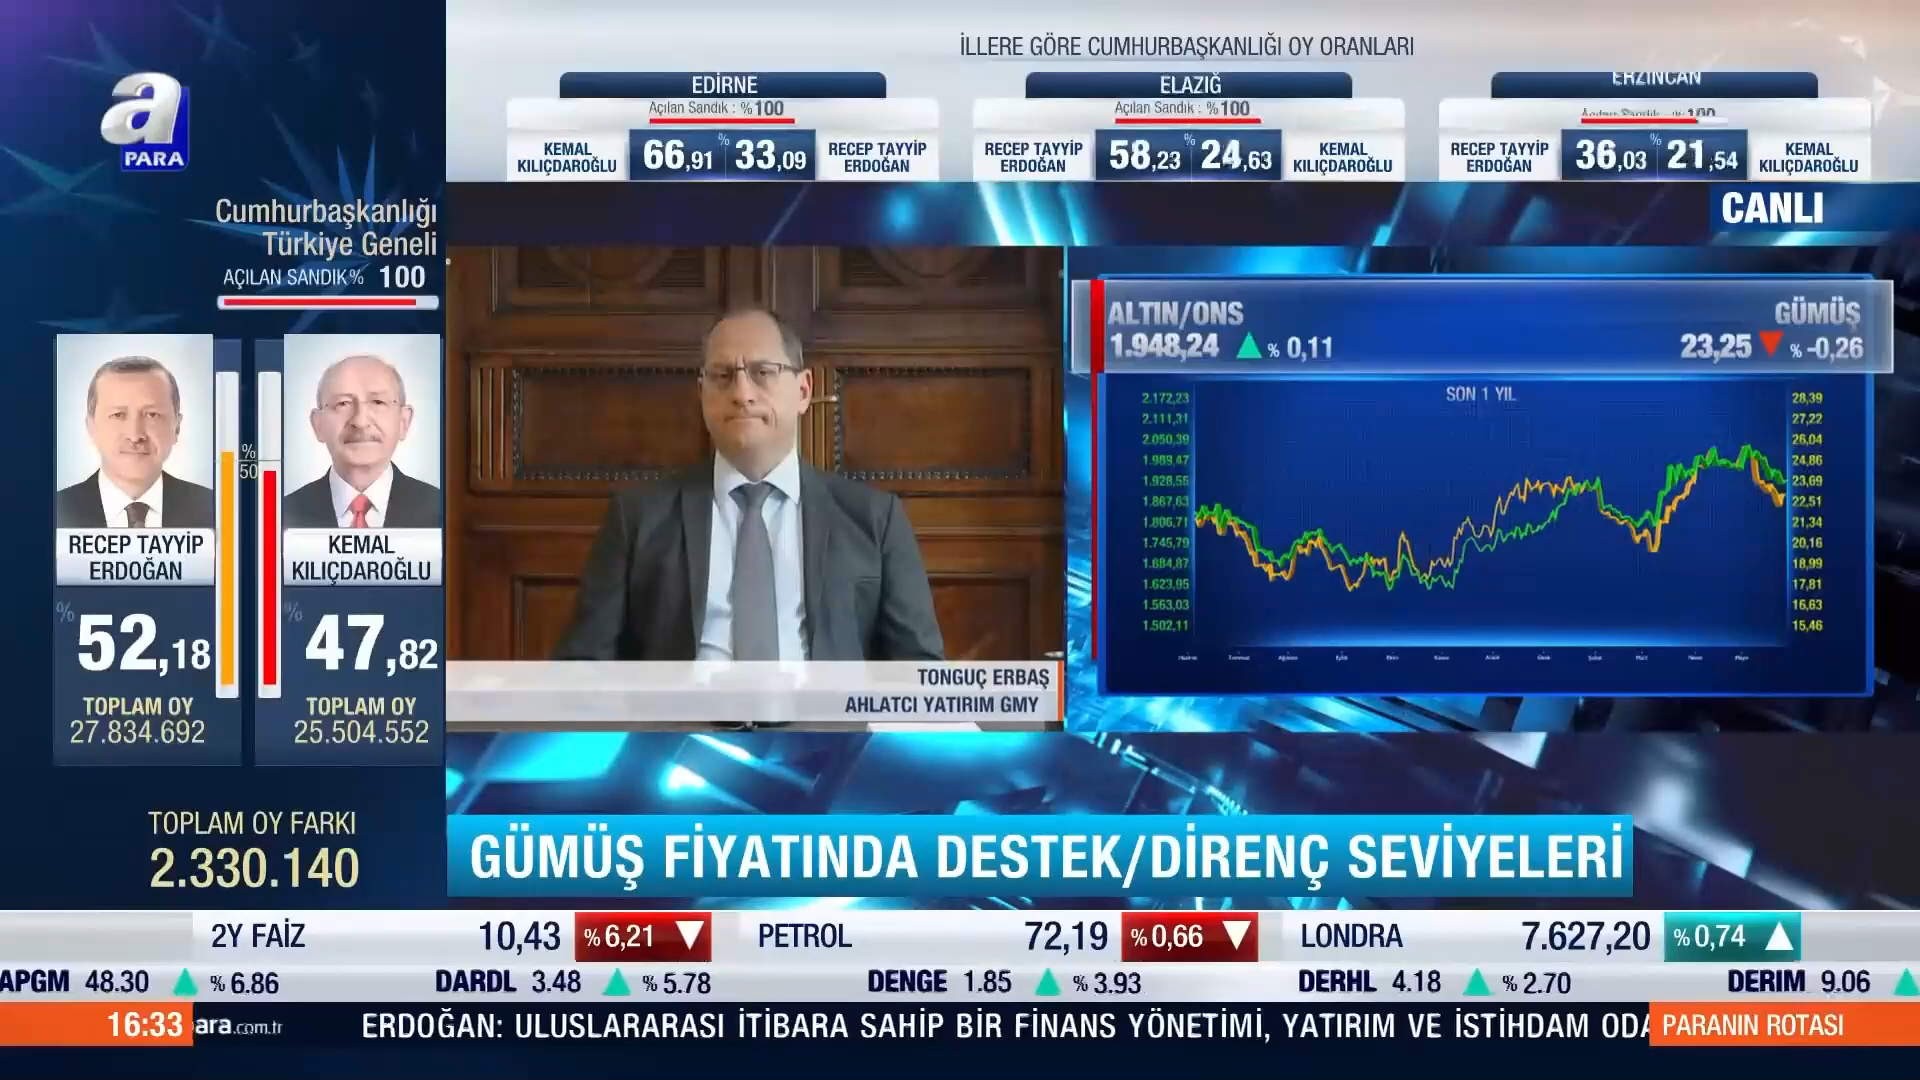 a
PARA
Cumhurbaşkanlığı
Türkiye Geneli
AÇILAN SANDIK% 100
%
50
RECEP TAYYİP
ERDOĞAN
% 52,18
TOPLAM OY
27.834.692
KEMAL
KILIÇDAROĞLU
% 47,82
TOPLAM OY
25.504.552
TOPLAM OY FARKI
2.330.140
İLLERE GÖRE CUMHURBAŞKANLIĞI OY ORANLARI
EDİRNE
Açılan Sandık : %100
KEMAL
KILIÇDAROĞLU
66,91 % 33,09
RECEP TAYYİP
ERDOĞAN
ELAZIĞ
Açılan Sandık : %100
RECEP TAYYİP
ERDOĞAN
58,23 % 24,63
KEMAL
KILIÇDAROĞLU
ERZİNCAN
RECEP TAYYİP
ERDOĞAN
36,03 % 21,54
KEMAL
KILIÇDAROĞLU
CANLI
ALTIN/ONS
1.948,24 % 0,11
GÜMÜŞ
23,25 % -0,26
SON 1 YIL
2.172,23
2.111,31
2.050,39
1.989,47
1.928,55
1.867,63
1.806,71
1.745,79
1.684,87
1.623,95
1.563,03
1.502,11
28,39
27,22
26,04
24,86
23,69
22,51
21,34
20,16
18,99
17,81
16,63
15,46
TONGUÇ ERBAŞ
AHLATCI YATIRIM GMY
GÜMÜŞ FİYATINDA DESTEK/DİRENÇ SEVİYELERİ
2Y FAİZ 10,43 % 6,21 PETROL 72,19 % 0,66 LONDRA 7.627,20 % 0,74
APGM 48.30 % 6.86 DARDL 3.48 % 5.78 DENGE 1.85 % 3.93 DERHL 4.18 % 2.70 DERIM 9.06
16:33 ara.com.tr ERDOĞAN: ULUSLARARASI İTİBARA SAHİP BİR FİNANS YÖNETİMİ, YATIRIM VE İSTİHDAM ODA PARANIN ROTASI